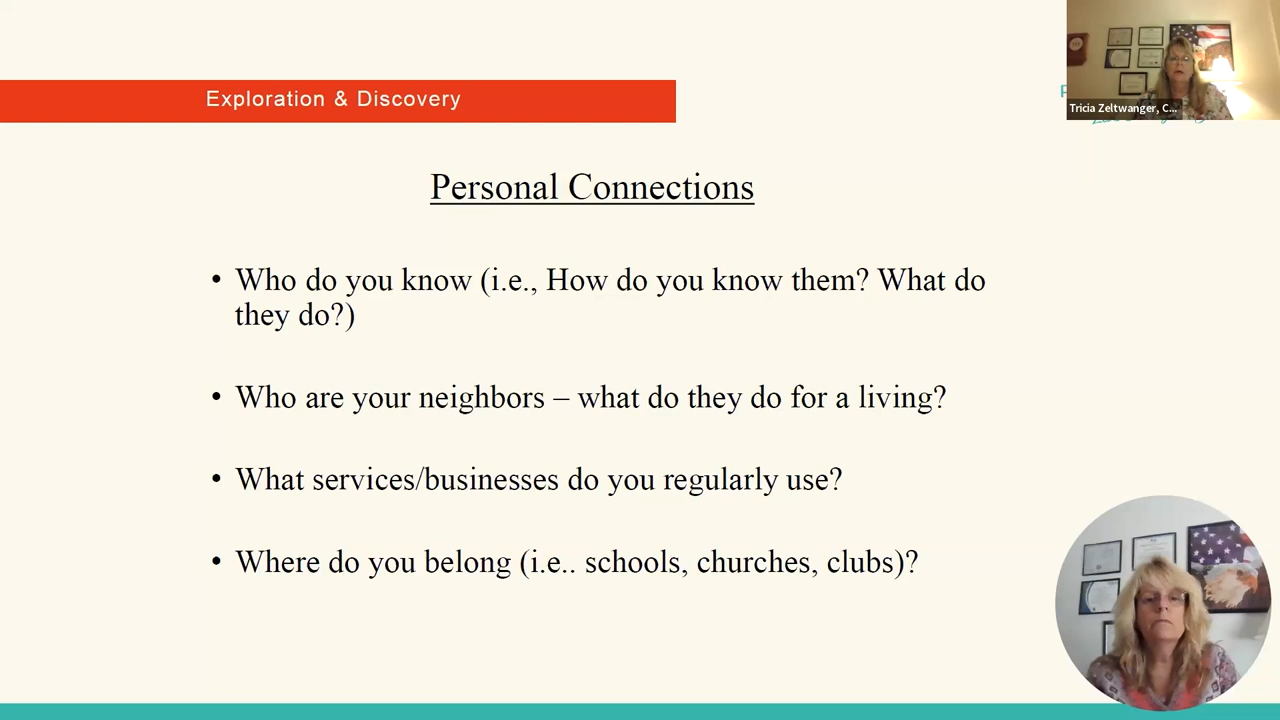 Exploration & Discovery
Tricia Zeltwanger, C...
Personal Connections
• Who do you know (i.e., How do you know them? What do
they do?)
• Who are your neighbors – what do they do for a living?
• What services/businesses do you regularly use?
• Where do you belong (i.e.. schools, churches, clubs)?